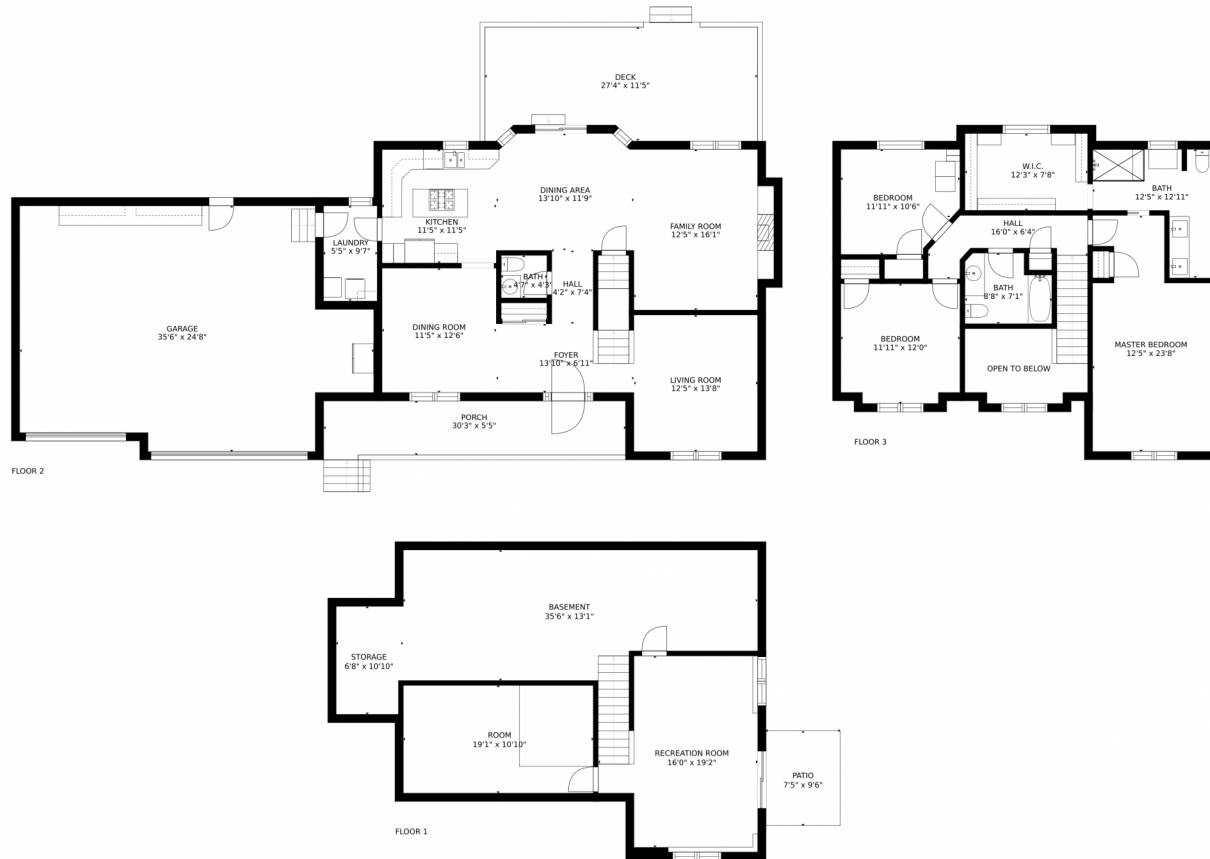 DECK
27'4" x 11'5"
DINING AREA
13'10" x 11'9"
KITCHEN
11'5" x 11'5"
FAMILY ROOM
12'5" x 16'1"
LAUNDRY
5'5" x 9'7"
BATH
4'7" x 4'3"
HALL
4'2" x 7'4"
GARAGE
35'6" x 24'8"
DINING ROOM
11'5" x 12'6"
FOYER
13'10" x 6'11"
LIVING ROOM
12'5" x 13'8"
PORCH
30'3" x 5'5"
FLOOR 2
W.I.C.
12'3" x 7'8"
BATH
12'5" x 12'11"
BEDROOM
11'11" x 10'6"
HALL
16'0" x 6'4"
BATH
8'8" x 7'1"
BEDROOM
11'11" x 12'0"
MASTER BEDROOM
12'5" x 23'8"
OPEN TO BELOW
FLOOR 3
BASEMENT
35'6" x 13'1"
STORAGE
6'8" x 10'10"
ROOM
19'1" x 10'10"
RECREATION ROOM
16'0" x 19'2"
PATIO
7'5" x 9'6"
FLOOR 1